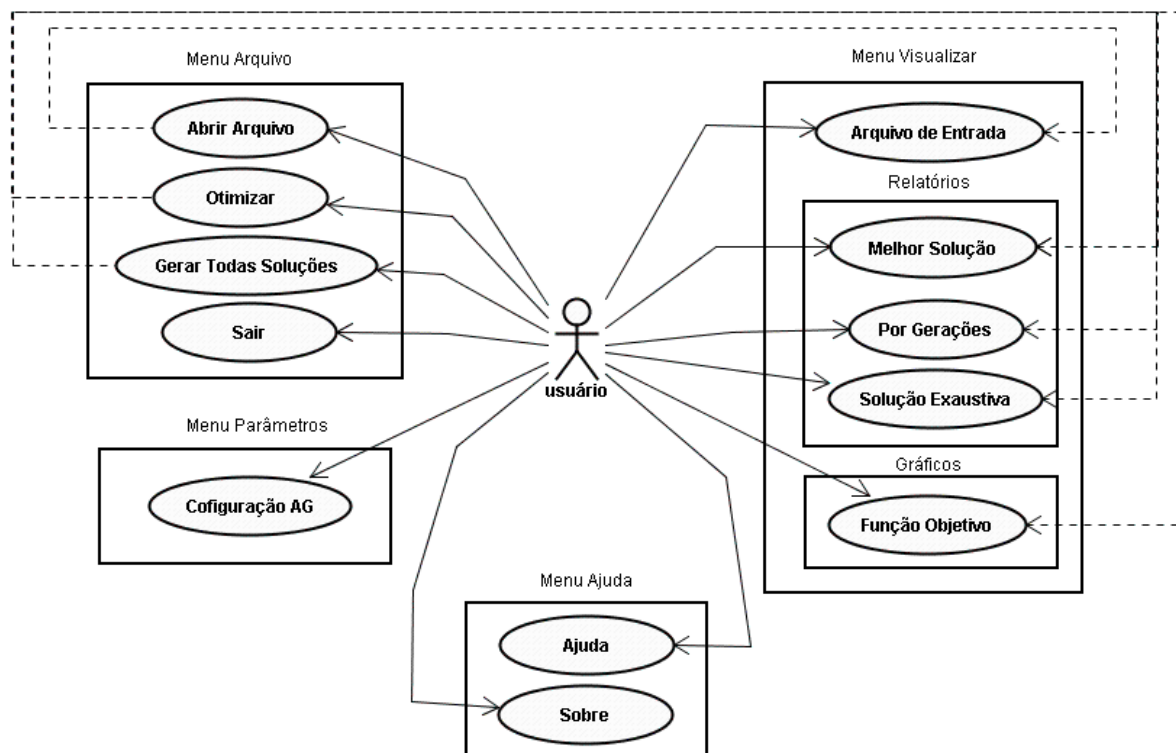 Menu Arquivo
Abrir Arquivo
Otimizar
Gerar Todas Soluções
Sair
Menu Visualizar
Arquivo de Entrada
Relatórios
Melhor Solução
Por Gerações
Solução Exaustiva
Gráficos
Função Objetivo
usuário
Menu Parâmetros
Cofiguração AG
Menu Ajuda
Ajuda
Sobre